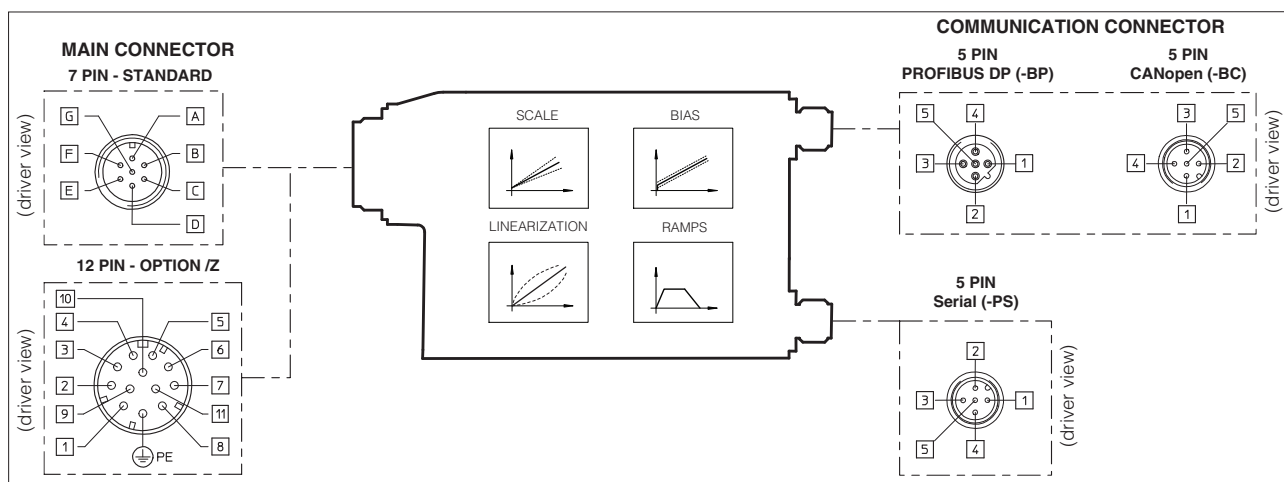 MAIN CONNECTOR
7 PIN - STANDARD
(driver view)
G
A
F
B
E
C
D
12 PIN - OPTION /Z
(driver view)
10
4
5
3
6
2
7
9
11
1
8
PE
SCALE
BIAS
LINEARIZATION
RAMPS
COMMUNICATION CONNECTOR
5 PIN
PROFIBUS DP (-BP)
5
4
3
1
2
5 PIN
CANopen (-BC)
3
5
4
2
1
(driver view)
5 PIN
Serial (-PS)
2
3
1
5
4
(driver view)